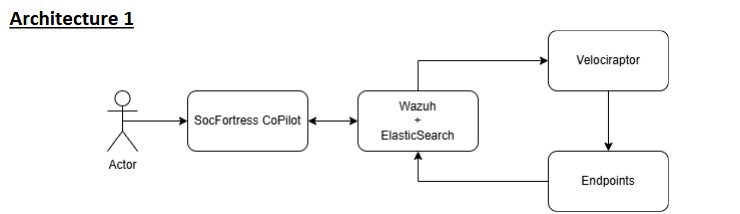 Architecture 1
Velociraptor
Wazuh
+
ElasticSearch
SocFortress CoPilot
Actor
Endpoints